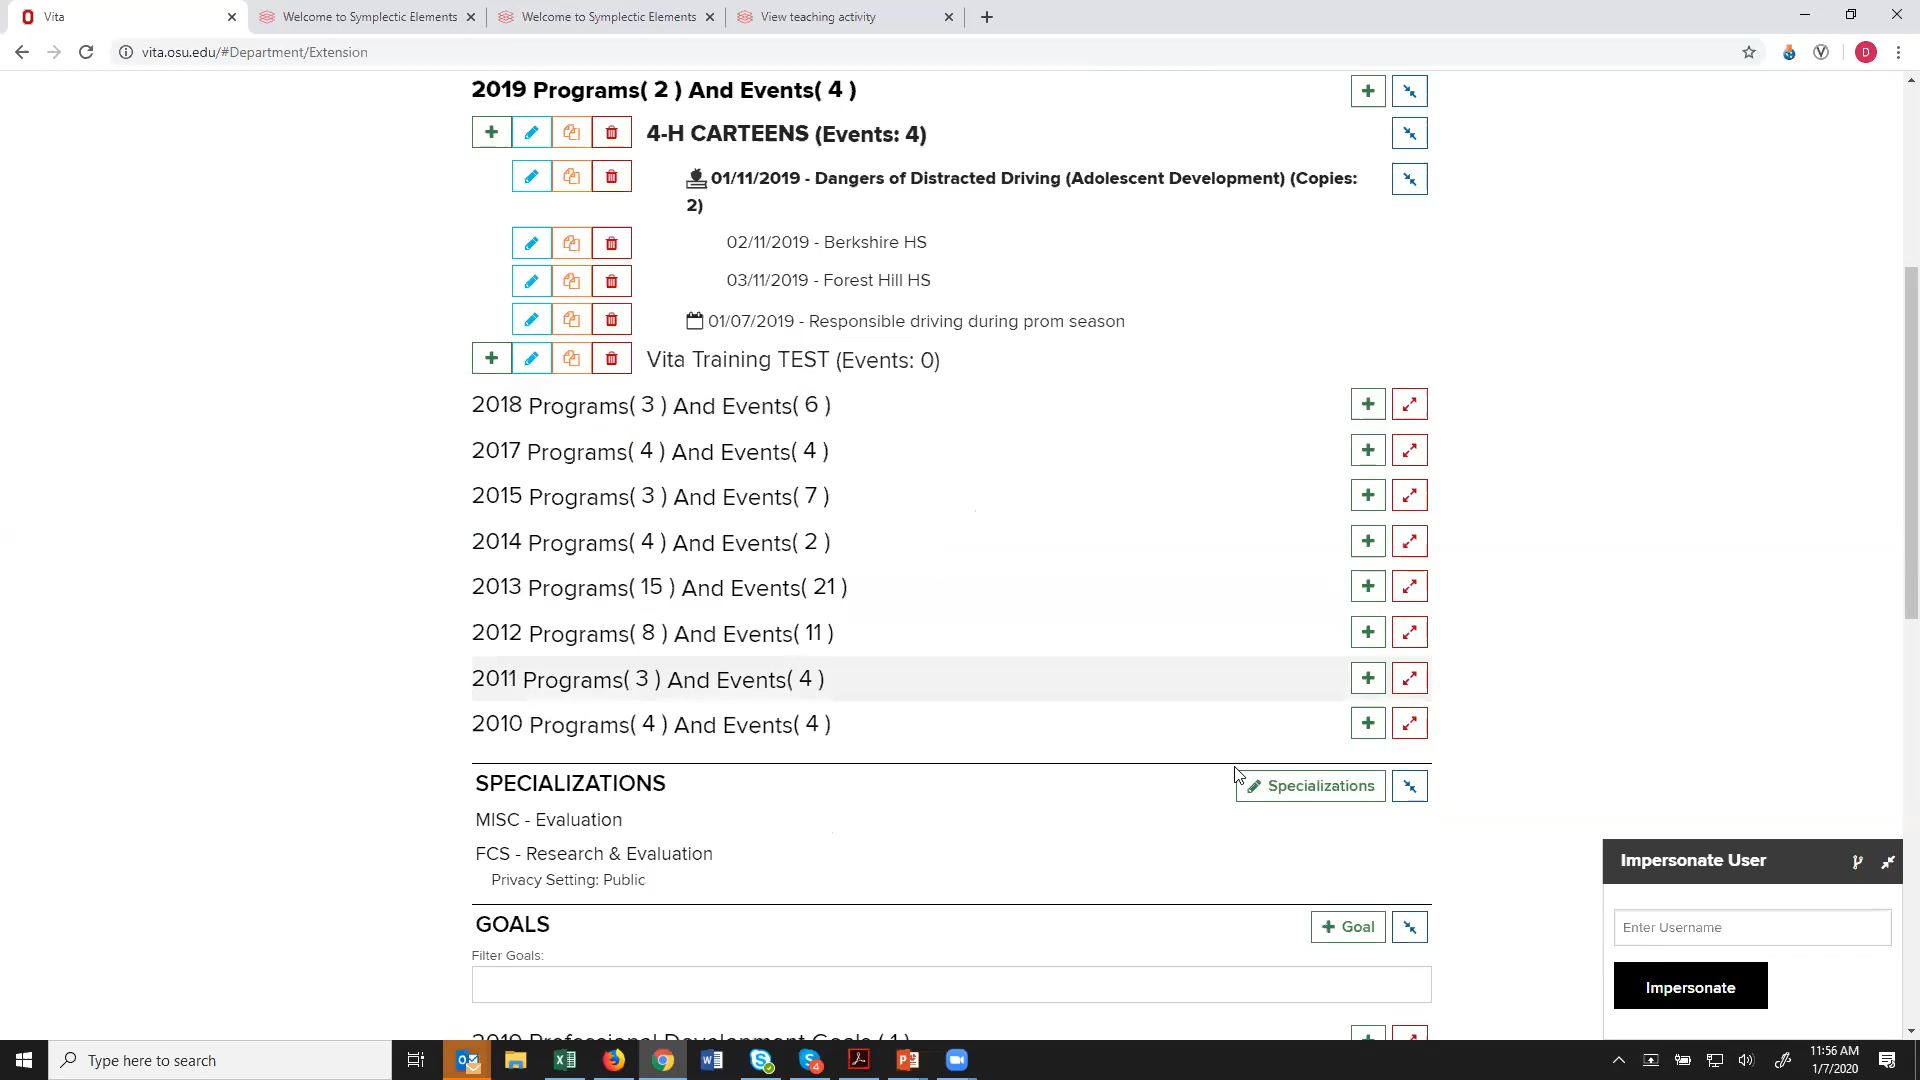 Vita
Welcome to Symplectic Elements
Welcome to Symplectic Elements
View teaching activity
vita.osu.edu/#Department/Extension
D
2019 Programs( 2 ) And Events( 4 )
4-H CARTEENS (Events: 4)
01/11/2019 - Dangers of Distracted Driving (Adolescent Development) (Copies:
2)
02/11/2019 - Berkshire HS
03/11/2019 - Forest Hill HS
01/07/2019 - Responsible driving during prom season
Vita Training TEST (Events: 0)
2018 Programs( 3 ) And Events( 6 )
2017 Programs( 4 ) And Events( 4 )
2015 Programs( 3 ) And Events( 7 )
2014 Programs( 4 ) And Events( 2 )
2013 Programs( 15 ) And Events( 21 )
2012 Programs( 8 ) And Events( 11 )
2011 Programs( 3 ) And Events( 4 )
2010 Programs( 4 ) And Events( 4 )
SPECIALIZATIONS
Specializations
MISC - Evaluation
FCS - Research & Evaluation
Privacy Setting: Public
GOALS
Goal
Filter Goals:
2019 Professional Development Goals ( 1 )
Impersonate User
Enter Username
Impersonate
Type here to search
4
11:56 AM
1/7/2020